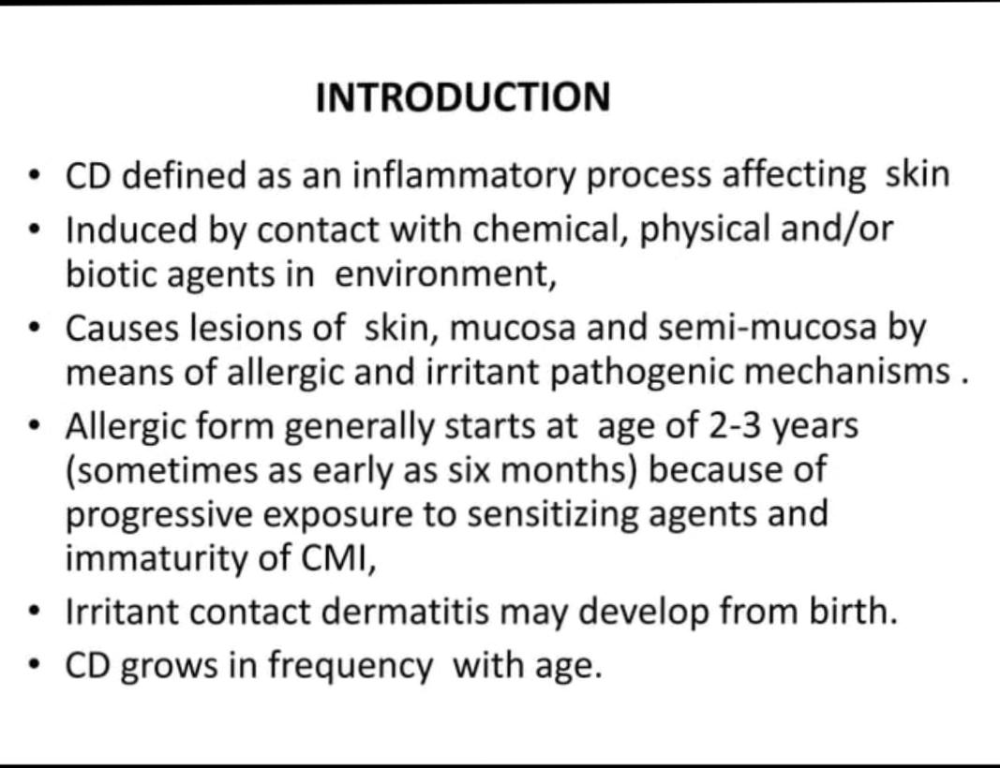 INTRODUCTION
• CD defined as an inflammatory process affecting skin
• Induced by contact with chemical, physical and/or
biotic agents in environment,
• Causes lesions of skin, mucosa and semi-mucosa by
means of allergic and irritant pathogenic mechanisms .
• Allergic form generally starts at age of 2-3 years
(sometimes as early as six months) because of
progressive exposure to sensitizing agents and
immaturity of CMI,
• Irritant contact dermatitis may develop from birth.
• CD grows in frequency with age.